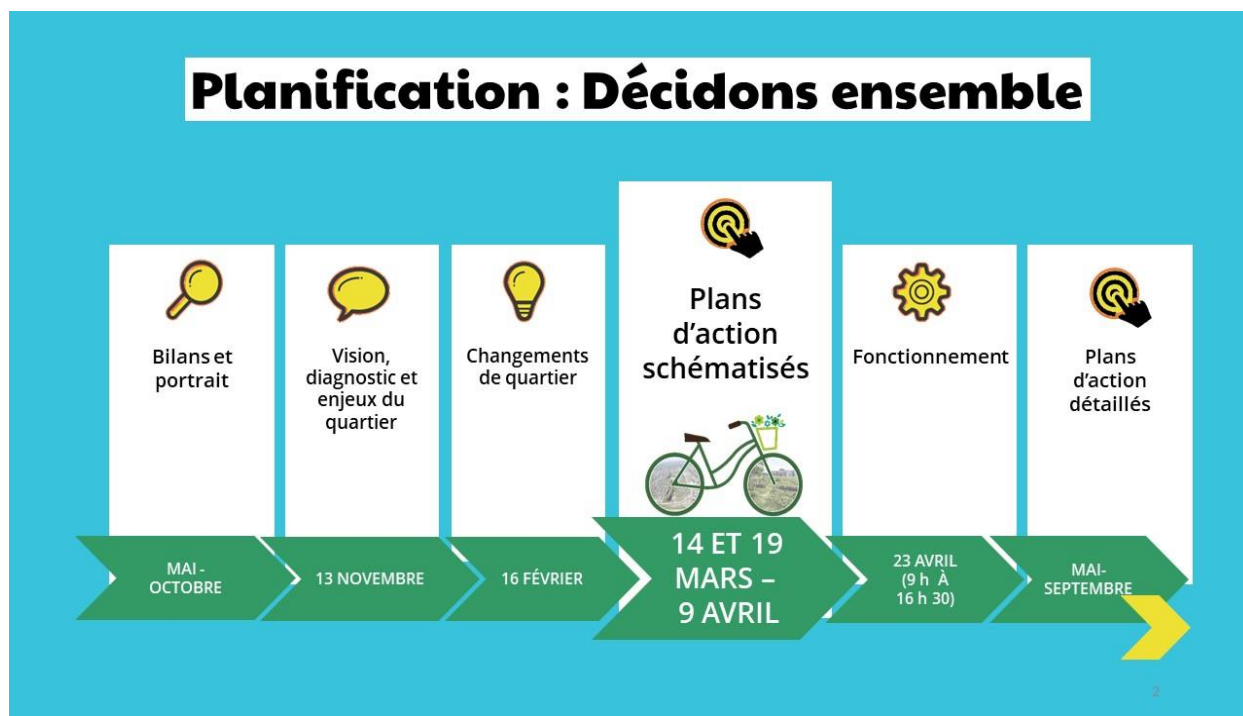 Planification : Décidons ensemble
Bilans et
portrait
Vision,
diagnostic et
enjeux du
quartier
Changements
de quartier
Plans
d’action
schématisés
Fonctionnement
Plans
d’action
détaillés
MAI -
OCTOBRE
13 NOVEMBRE
16 FÉVRIER
14 ET 19
MARS –
9 AVRIL
23 AVRIL
(9 h À
16 h 30)
MAI-
SEPTEMBRE
2